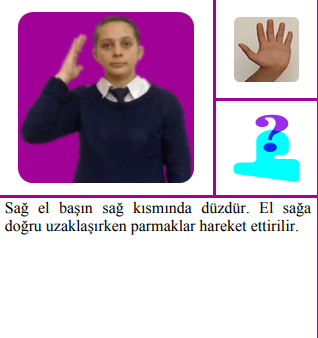 ?
Sağ el başın sağ kısmında düzdür. El sağa
doğru uzaklaşırken parmaklar hareket ettirilir.